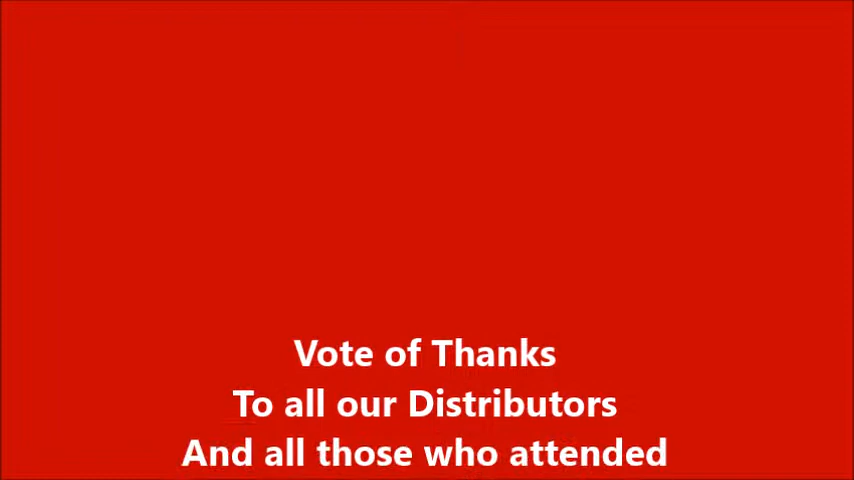 Vote of Thanks
To all our Distributors
And all those who attended